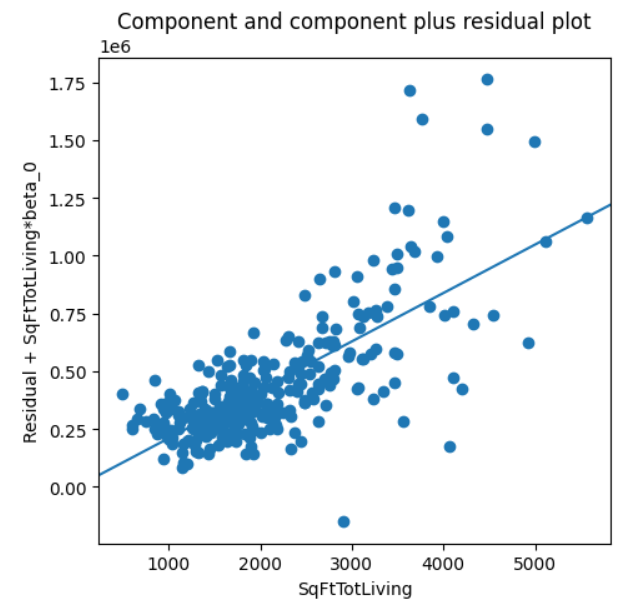 Component and component plus residual plot
1e6
1.75
1.50
1.25
1.00
0.75
0.50
0.25
0.00
Residual + SqFtTotLiving*beta_0
1000 2000 3000 4000 5000
SqFtTotLiving